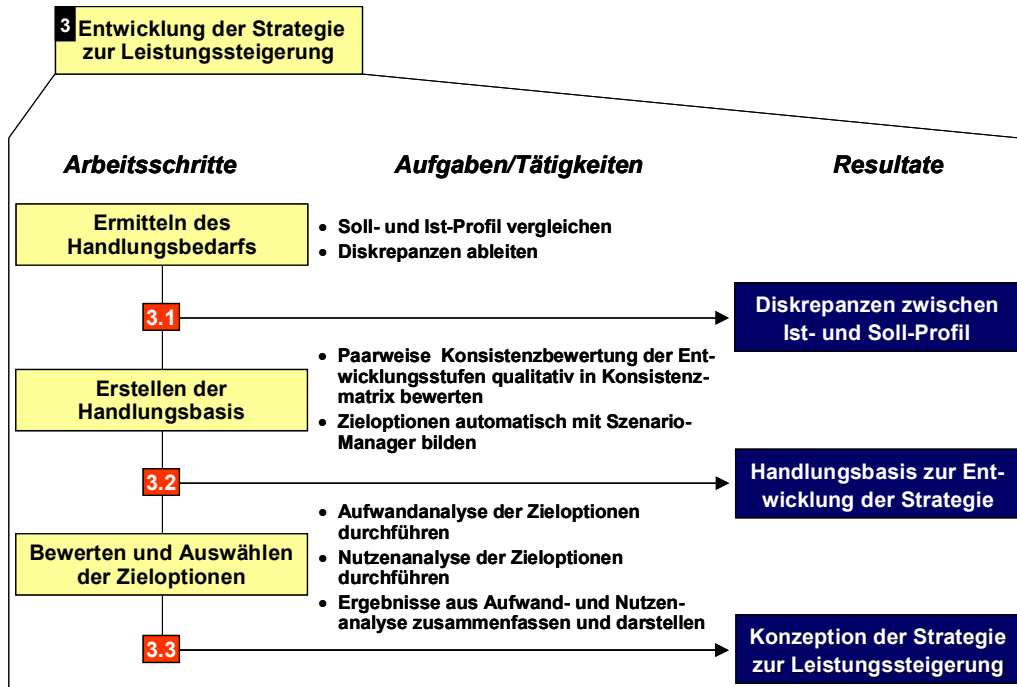 3 Entwicklung der Strategie
zur Leistungssteigerung
Arbeitsschritte
Aufgaben/Tätigkeiten
Resultate
Ermitteln des
Handlungsbedarfs
• Soll- und Ist-Profil vergleichen
• Diskrepanzen ableiten
3.1
Diskrepanzen zwischen
Ist- und Soll-Profil
Erstellen der
Handlungsbasis
• Paarweise Konsistenzbewertung der Ent-
wicklungsstufen qualitativ in Konsistenz-
matrix bewerten
• Zieloptionen automatisch mit Szenario-
Manager bilden
3.2
Handlungsbasis zur Ent-
wicklung der Strategie
Bewerten und Auswählen
der Zieloptionen
• Aufwandanalyse der Zieloptionen
durchführen
• Nutzenanalyse der Zieloptionen
durchführen
• Ergebnisse aus Aufwand- und Nutzen-
analyse zusammenfassen und darstellen
3.3
Konzeption der Strategie
zur Leistungssteigerung